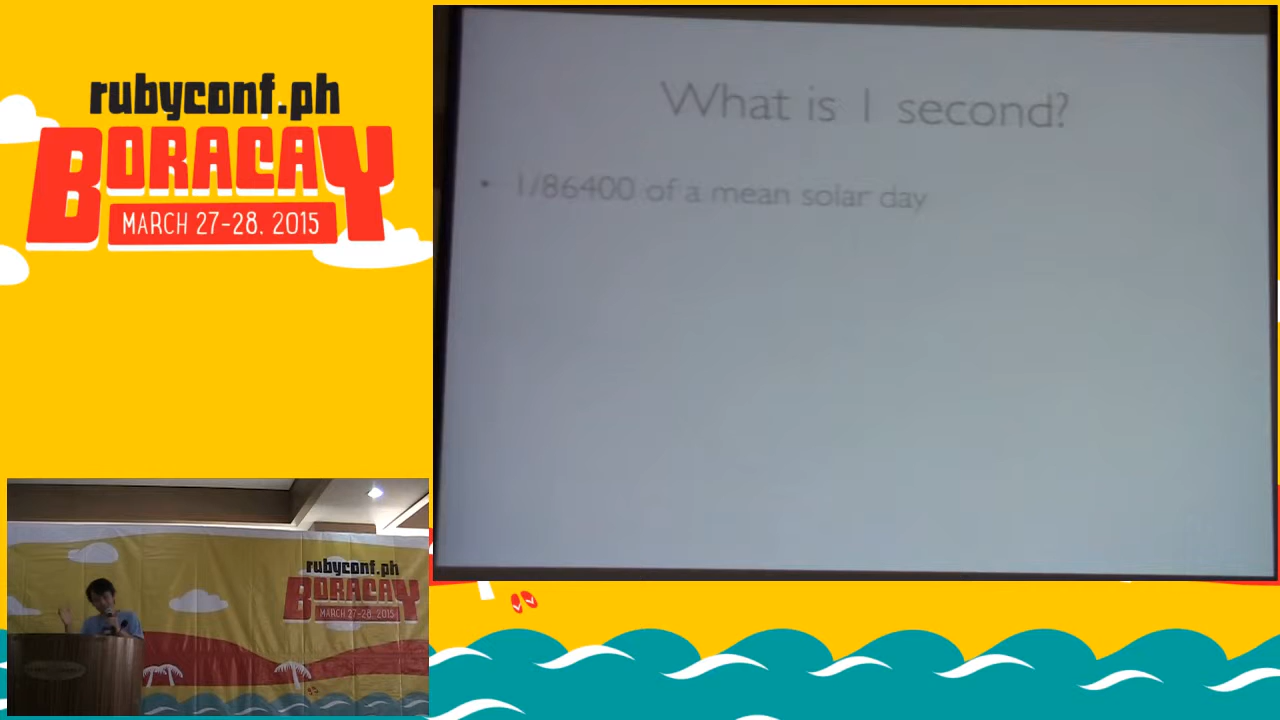 rubyconf.ph
BORACAY
MARCH 27-28, 2015
What is 1 second?
• 1/86400 of a mean solar day
rubyconf.ph
BORACAY
MARCH 27-28, 2015